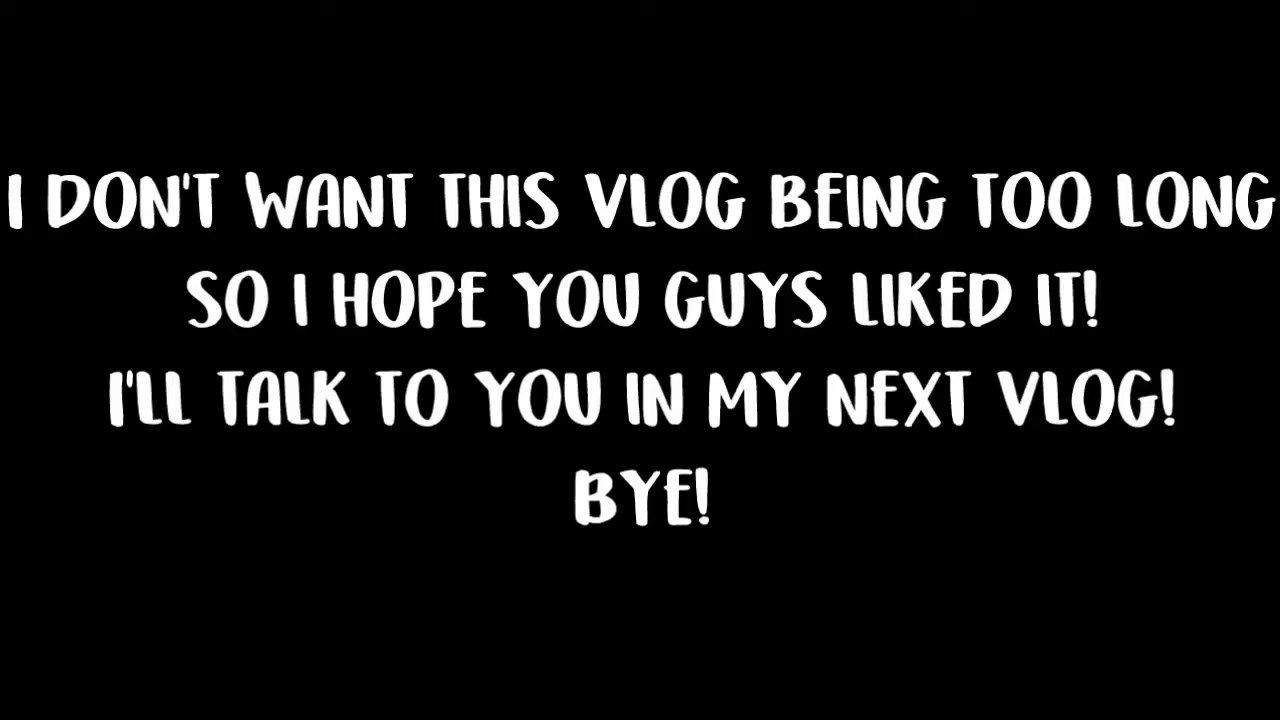 I DON'T WANT THIS VLOG BEING TOO LONG
SO I HOPE YOU GUYS LIKED IT!
I'LL TALK TO YOU IN MY NEXT VLOG!
BYE!